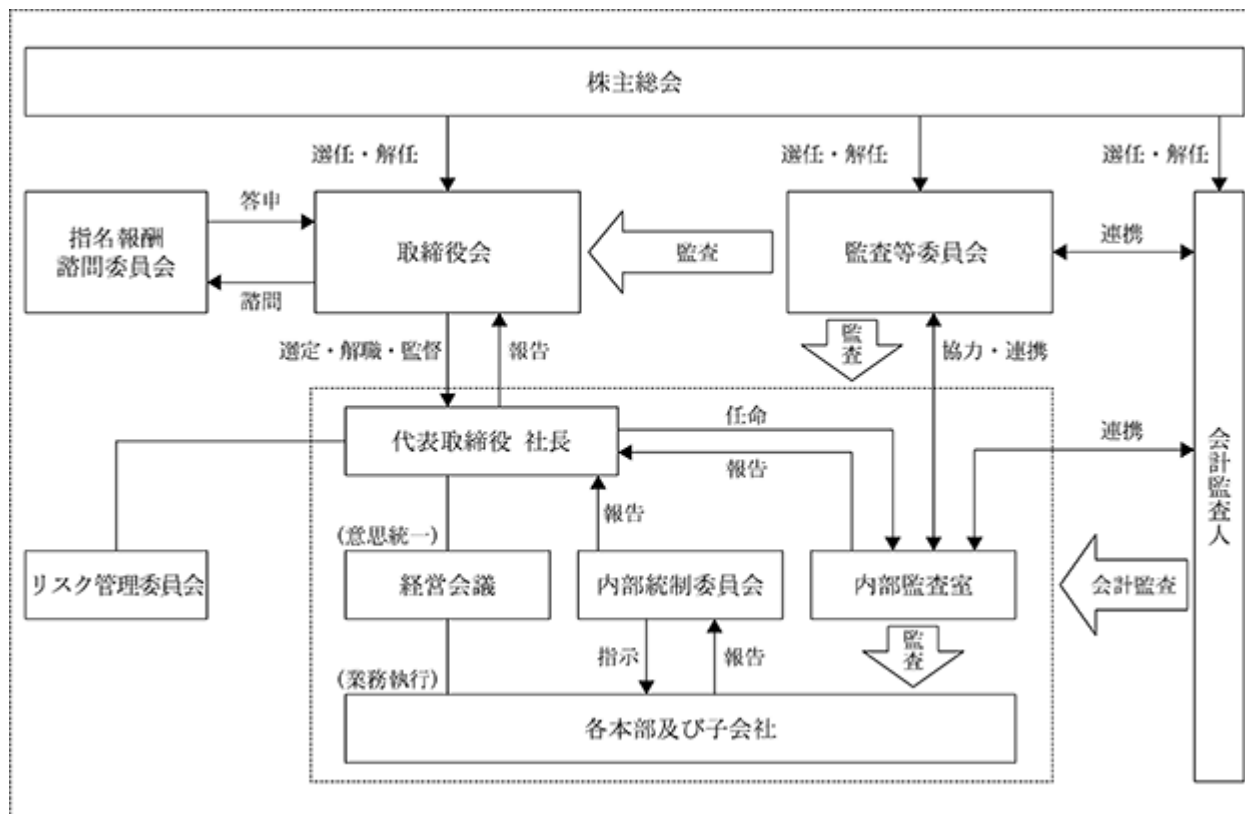 株主総会
選任・解任
選任・解任
選任・解任
指名報酬
諮問委員会
答申
諮問
取締役会
監査
監査等委員会
連携
選定・解職・監督
報告
監査
協力・連携
代表取締役 社長
任命
報告
連携
会計監査人
報告
(意思統一)
リスク管理委員会
経営会議
内部統制委員会
内部監査室
会計監査
指示
報告
監査
(業務執行)
各本部及び子会社